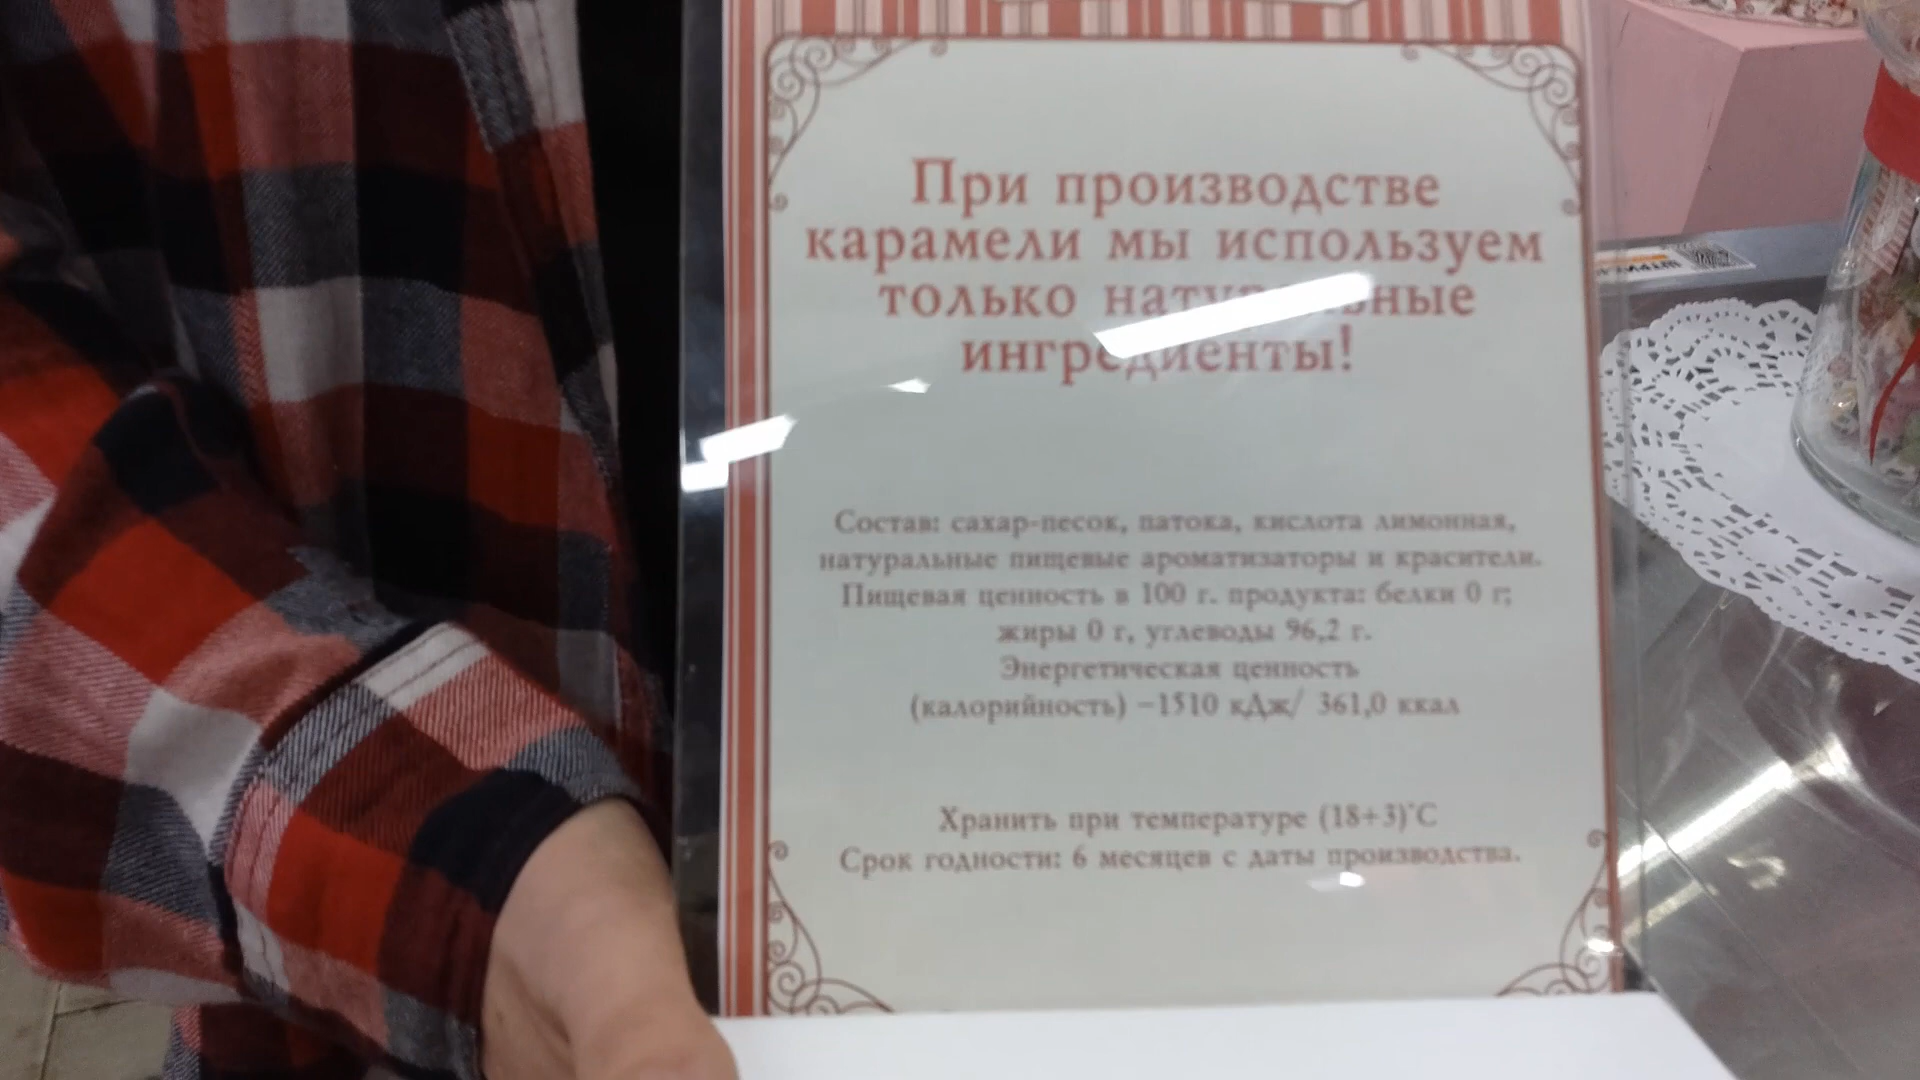 При производстве
карамели мы используем
только натуральные
ингредиенты!
Состав: сахар-песок, патока, кислота лимонная,
натуральные пищевые ароматизаторы и красители.
Пищевая ценность в 100 г. продукта: белки 0 г;
жиры 0 г, углеводы 96,2 г.
Энергетическая ценность
(калорийность) –1510 кДж/ 361,0 ккал
Хранить при температуре (18+3)°С
Срок годности: 6 месяцев с даты производства.